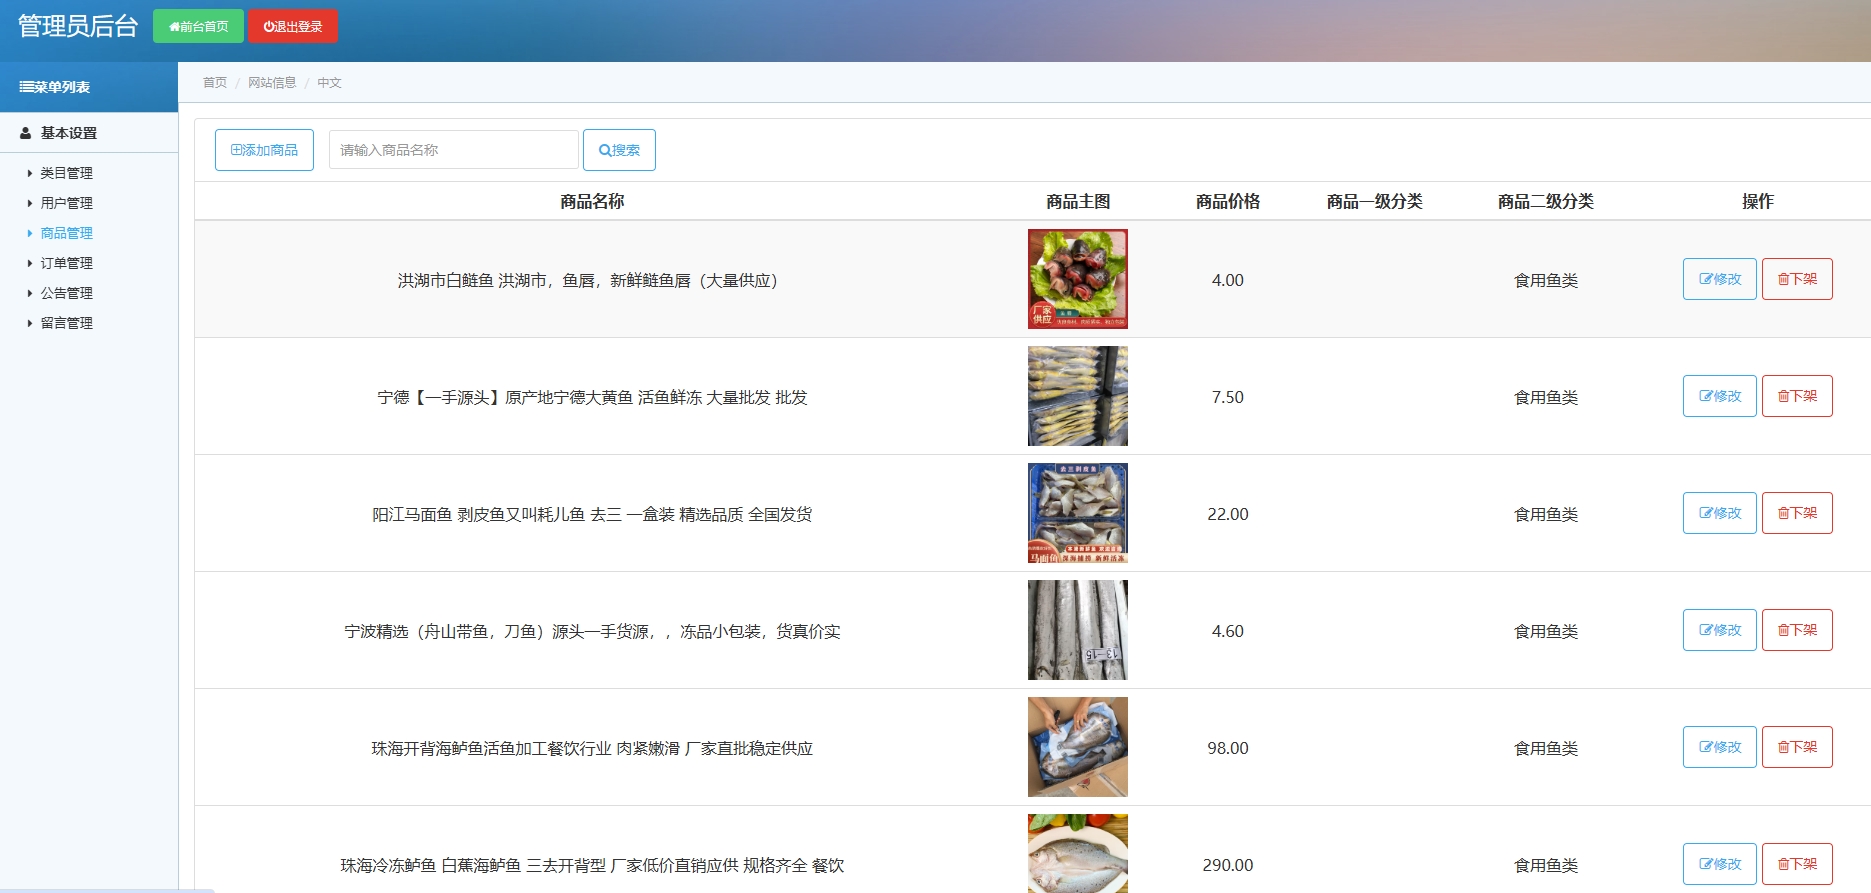 管理员后台 前台首页 退出登录
菜单列表
首页 / 网站信息 / 中文
基本设置
类目管理
用户管理
商品管理
订单管理
公告管理
留言管理
添加商品 请输入商品名称 搜索
商品名称 商品主图 商品价格 商品一级分类 商品二级分类 操作
洪湖市白鲢鱼 洪湖市，鱼唇，新鲜鲢鱼唇（大量供应） 4.00 食用鱼类 修改 下架
厂家
供应
宁德【一手源头】原产地宁德大黄鱼 活鱼鲜冻 大量批发 批发 7.50 食用鱼类 修改 下架
去三剥皮鱼
阳江马面鱼 剥皮鱼又叫耗儿鱼 去三 一盒装 精选品质 全国发货 22.00 食用鱼类 修改 下架
马面鱼 深海捕捞 新鲜活冻
宁波精选（舟山带鱼，刀鱼）源头一手货源，，冻品小包装，货真价实 4.60 食用鱼类 修改 下架
13-15
珠海开背海鲈鱼活鱼加工餐饮行业 肉紧嫩滑 厂家直批稳定供应 98.00 食用鱼类 修改 下架
珠海冷冻鲈鱼 白蕉海鲈鱼 三去开背型 厂家低价直销应供 规格齐全 餐饮 290.00 食用鱼类 修改 下架